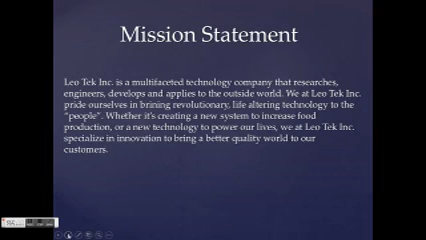 Mission Statement
Leo Tek Inc. is a multifaceted technology company that researches,
engineers, develops and applies to the outside world. We at Leo Tek Inc.
pride ourselves in brining revolutionary, life altering technology to the
“people”. Whether it's creating a new system to increase food
production, or a new technology to power our lives, we at Leo Tek Inc.
specialize in innovation to bring a better quality world to our
customers.